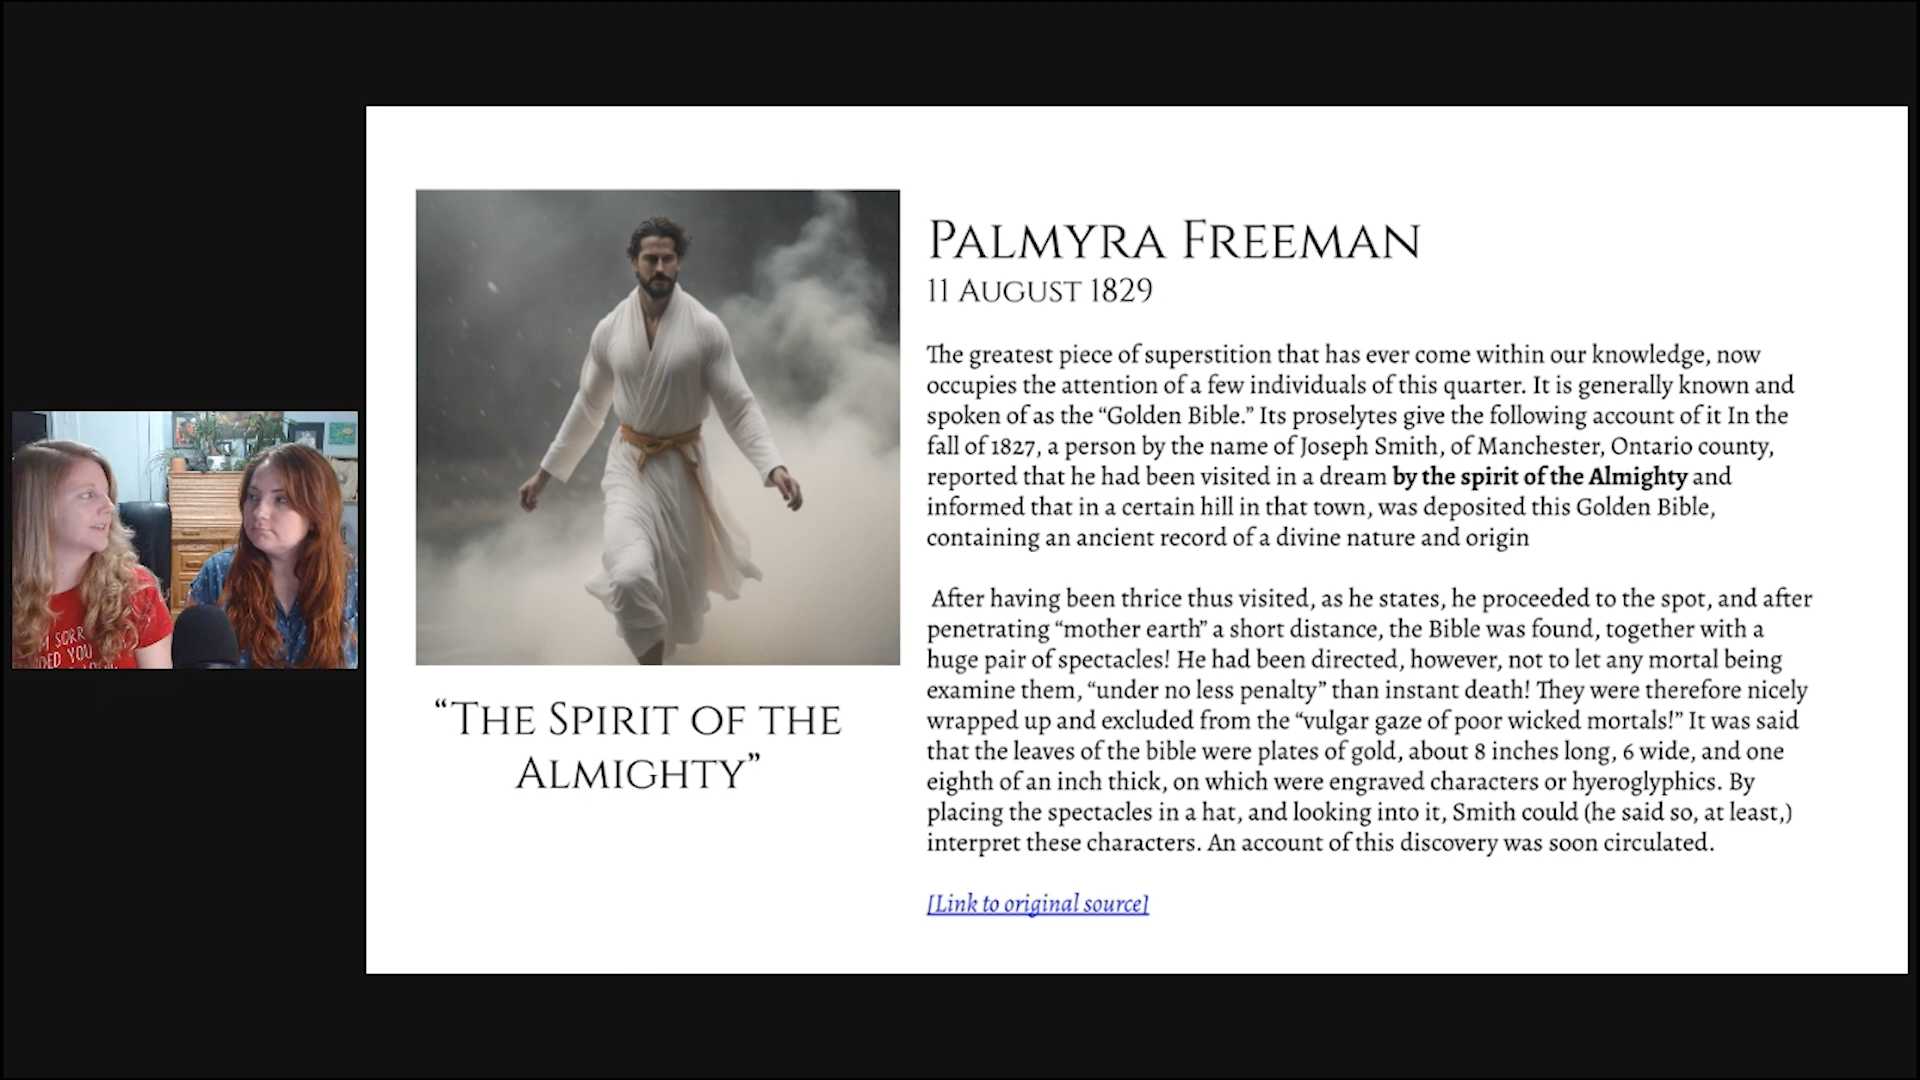 PALMYRA FREEMAN
11 AUGUST 1829
The greatest piece of superstition that has ever come within our knowledge, now
occupies the attention of a few individuals of this quarter. It is generally known and
spoken of as the “Golden Bible.” Its proselytes give the following account of it In the
fall of 1827, a person by the name of Joseph Smith, of Manchester, Ontario county,
reported that he had been visited in a dream by the spirit of the Almighty and
informed that in a certain hill in that town, was deposited this Golden Bible,
containing an ancient record of a divine nature and origin
After having been thrice thus visited, as he states, he proceeded to the spot, and after
penetrating “mother earth” a short distance, the Bible was found, together with a
huge pair of spectacles! He had been directed, however, not to let any mortal being
examine them, “under no less penalty” than instant death! They were therefore nicely
wrapped up and excluded from the “vulgar gaze of poor wicked mortals!” It was said
that the leaves of the bible were plates of gold, about 8 inches long, 6 wide, and one
eighth of an inch thick, on which were engraved characters or hyeroglyphics. By
placing the spectacles in a hat, and looking into it, Smith could (he said so, at least,)
interpret these characters. An account of this discovery was soon circulated.
[Link to original source]
“THE SPIRIT OF THE
ALMIGHTY”
SORR
YOU